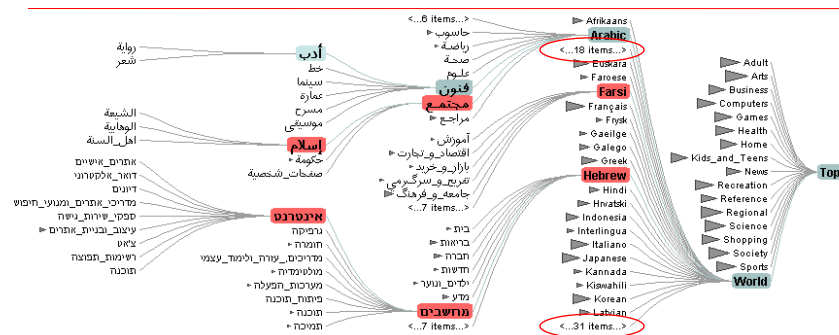 رواية
شعر
أدب
خط
سينما
عمارة
مسرح
موسيقى
الشيعة
الوهابية
اهل_السنة
إسلام
حكومة
صفحات_شخصية
אתרים_אישיים
דואר_אלקטרוני
דיונים
מדריכי_אתרים_ומנועי_חיפוש
ספקי_שירות_גישה
עיצוב_ובניית_אתרים
צ'אט
רשימות_תפוצה
תוכנה
אינטרנט
גרפיקה
חומרה
מדריכים,_עזרה_ולימוד_עצמי
מולטימדיה
מערכות_הפעלה
פיתוח_תוכנה
תוכנה
תמיכה
<...6 items...>
حاسوب
رياضة
صحة
علوم
فنون
مجتمع
مراجع
آموزش
اقتصاد_و_تجارت
بازار_و_خرید
تفریح_و_سرگرمی
جامعه_و_فرهنگ
<...7 items...>
בית
בריאות
חברה
חדשות
ילדים_ונוער
מדע
מחשבים
<...7 items...>
Afrikaans
Arabic
<...18 items...>
Euskara
Faroese
Farsi
Français
Frysk
Gaeilge
Galego
Greek
Hebrew
Hindi
Hrvatski
Indonesia
Interlingua
Italiano
Japanese
Kannada
Kiswahili
Korean
Latvian
<...31 items...>
Adult
Arts
Business
Computers
Games
Health
Home
Kids_and_Teens
News
Recreation
Reference
Regional
Science
Shopping
Society
Sports
World
Top